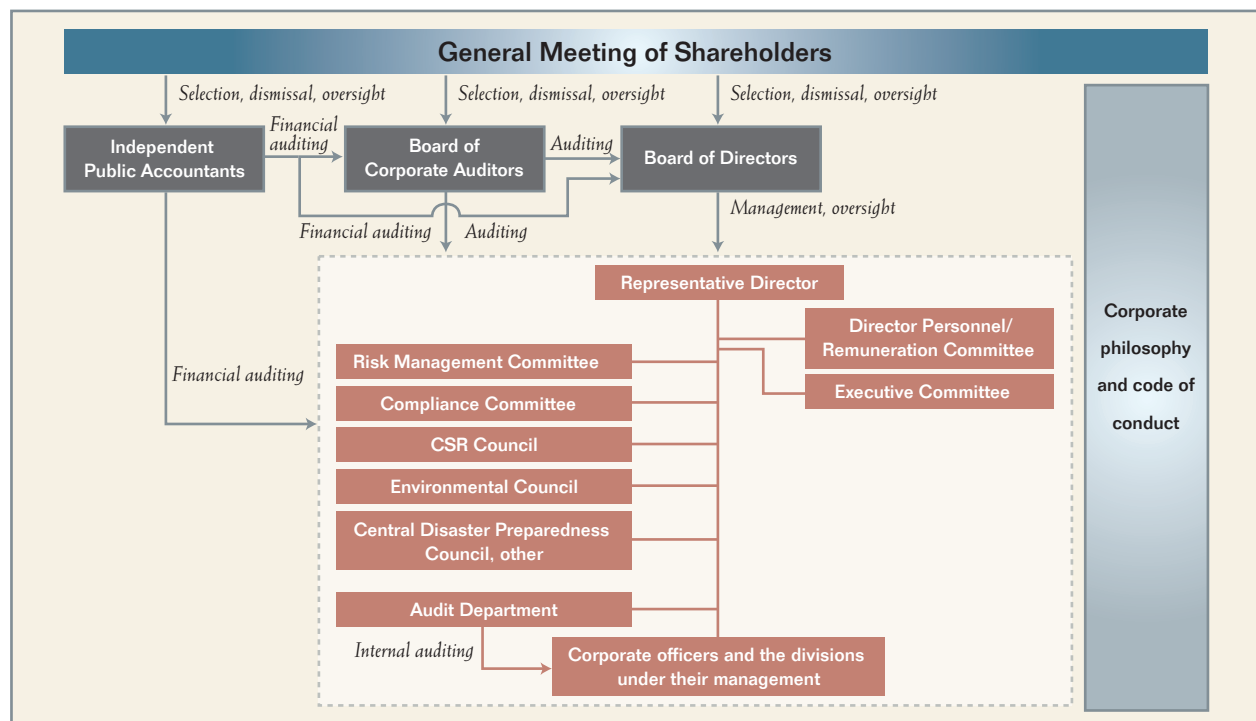 General Meeting of Shareholders
Selection, dismissal, oversight
Selection, dismissal, oversight
Selection, dismissal, oversight
Independent
Public Accountants
Financial
auditing
Board of
Corporate Auditors
Auditing
Board of Directors
Financial auditing
Auditing
Management, oversight
Financial auditing
Representative Director
Director Personnel/
Remuneration Committee
Executive Committee
Risk Management Committee
Compliance Committee
CSR Council
Environmental Council
Central Disaster Preparedness
Council, other
Audit Department
Internal auditing
Corporate officers and the divisions
under their management
Corporate
philosophy
and code of
conduct